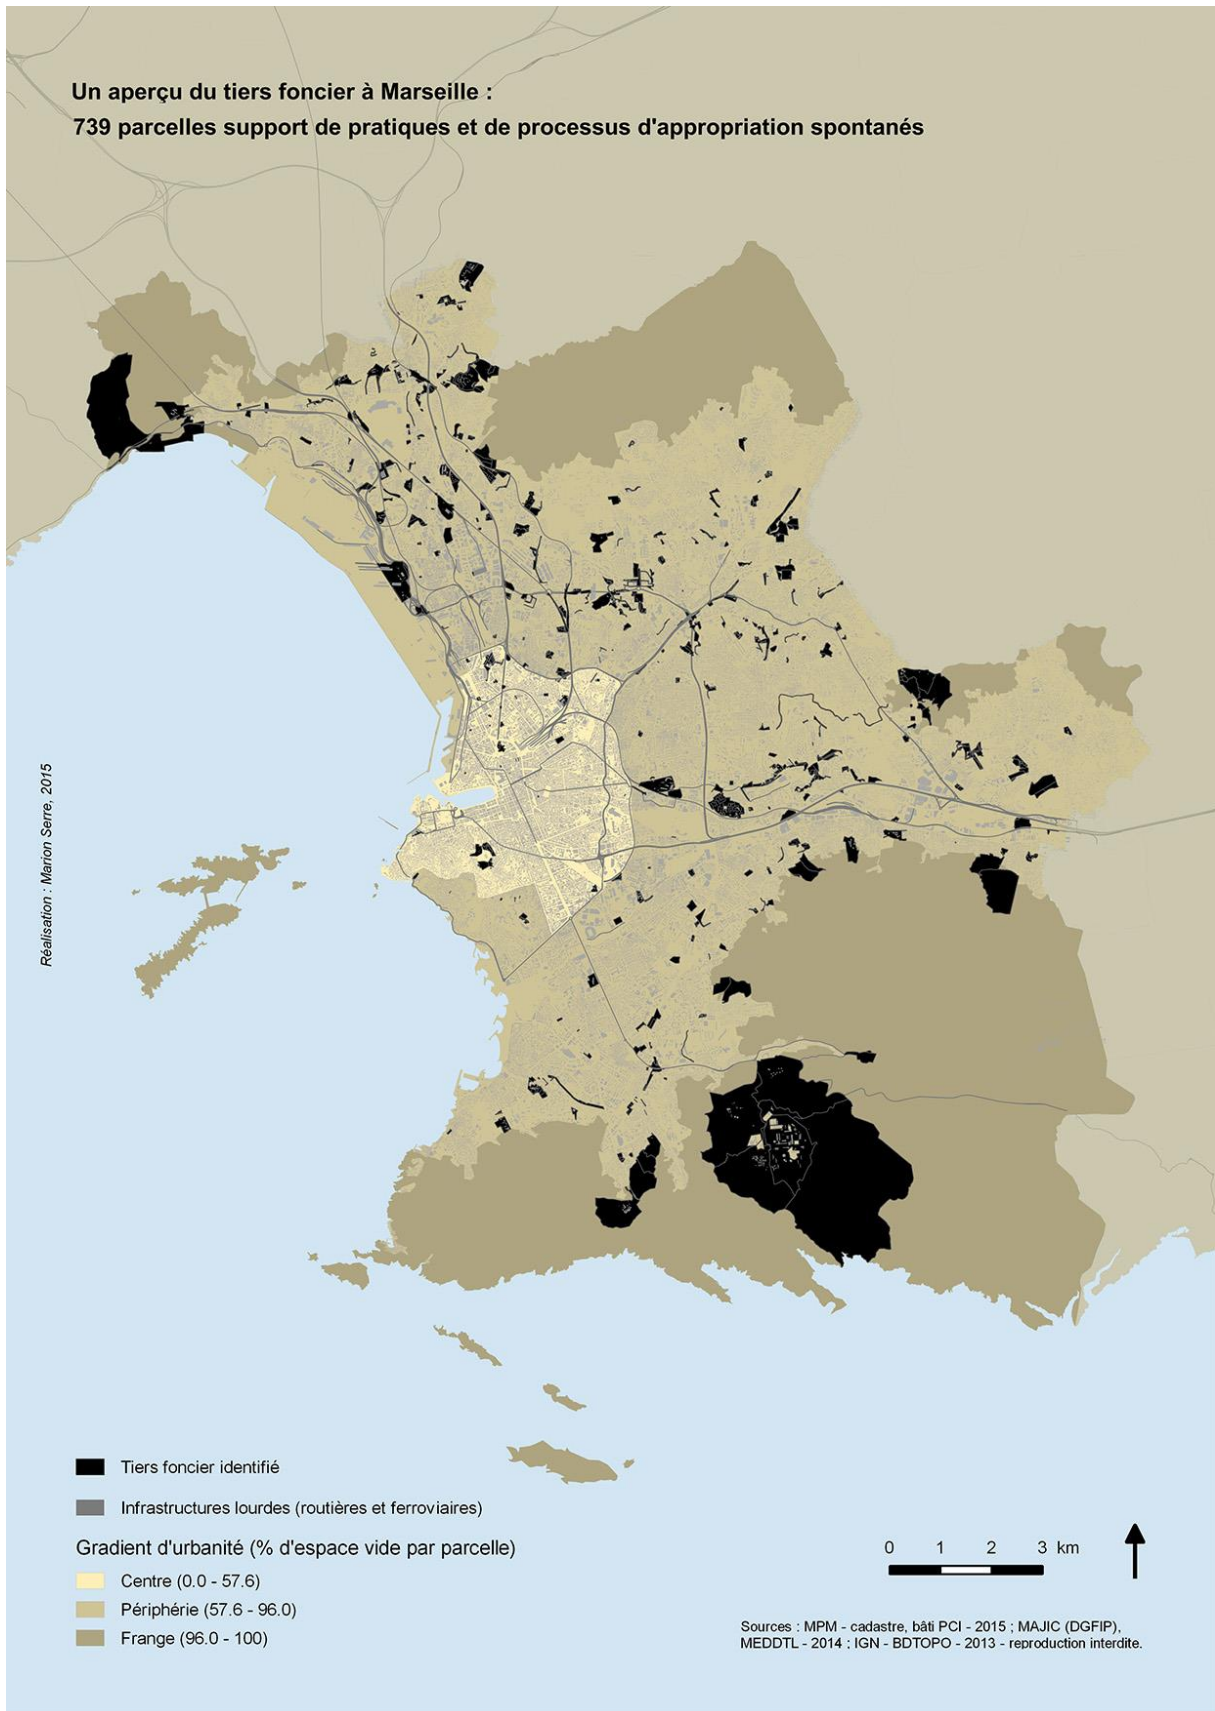 Un aperçu du tiers foncier à Marseille :
739 parcelles support de pratiques et de processus d'appropriation spontanés
Réalisation : Marion Serre, 2015
Tiers foncier identifié
Infrastructures lourdes (routières et ferroviaires)
Gradient d'urbanité (% d'espace vide par parcelle)
Centre (0.0 - 57.6)
Périphérie (57.6 - 96.0)
Frange (96.0 - 100)
0 1 2 3 km
Sources : MPM - cadastre, bâti PCI - 2015 ; MAJIC (DGFIP),
MEDDTL - 2014 ; IGN - BDTOPO - 2013 - reproduction interdite.